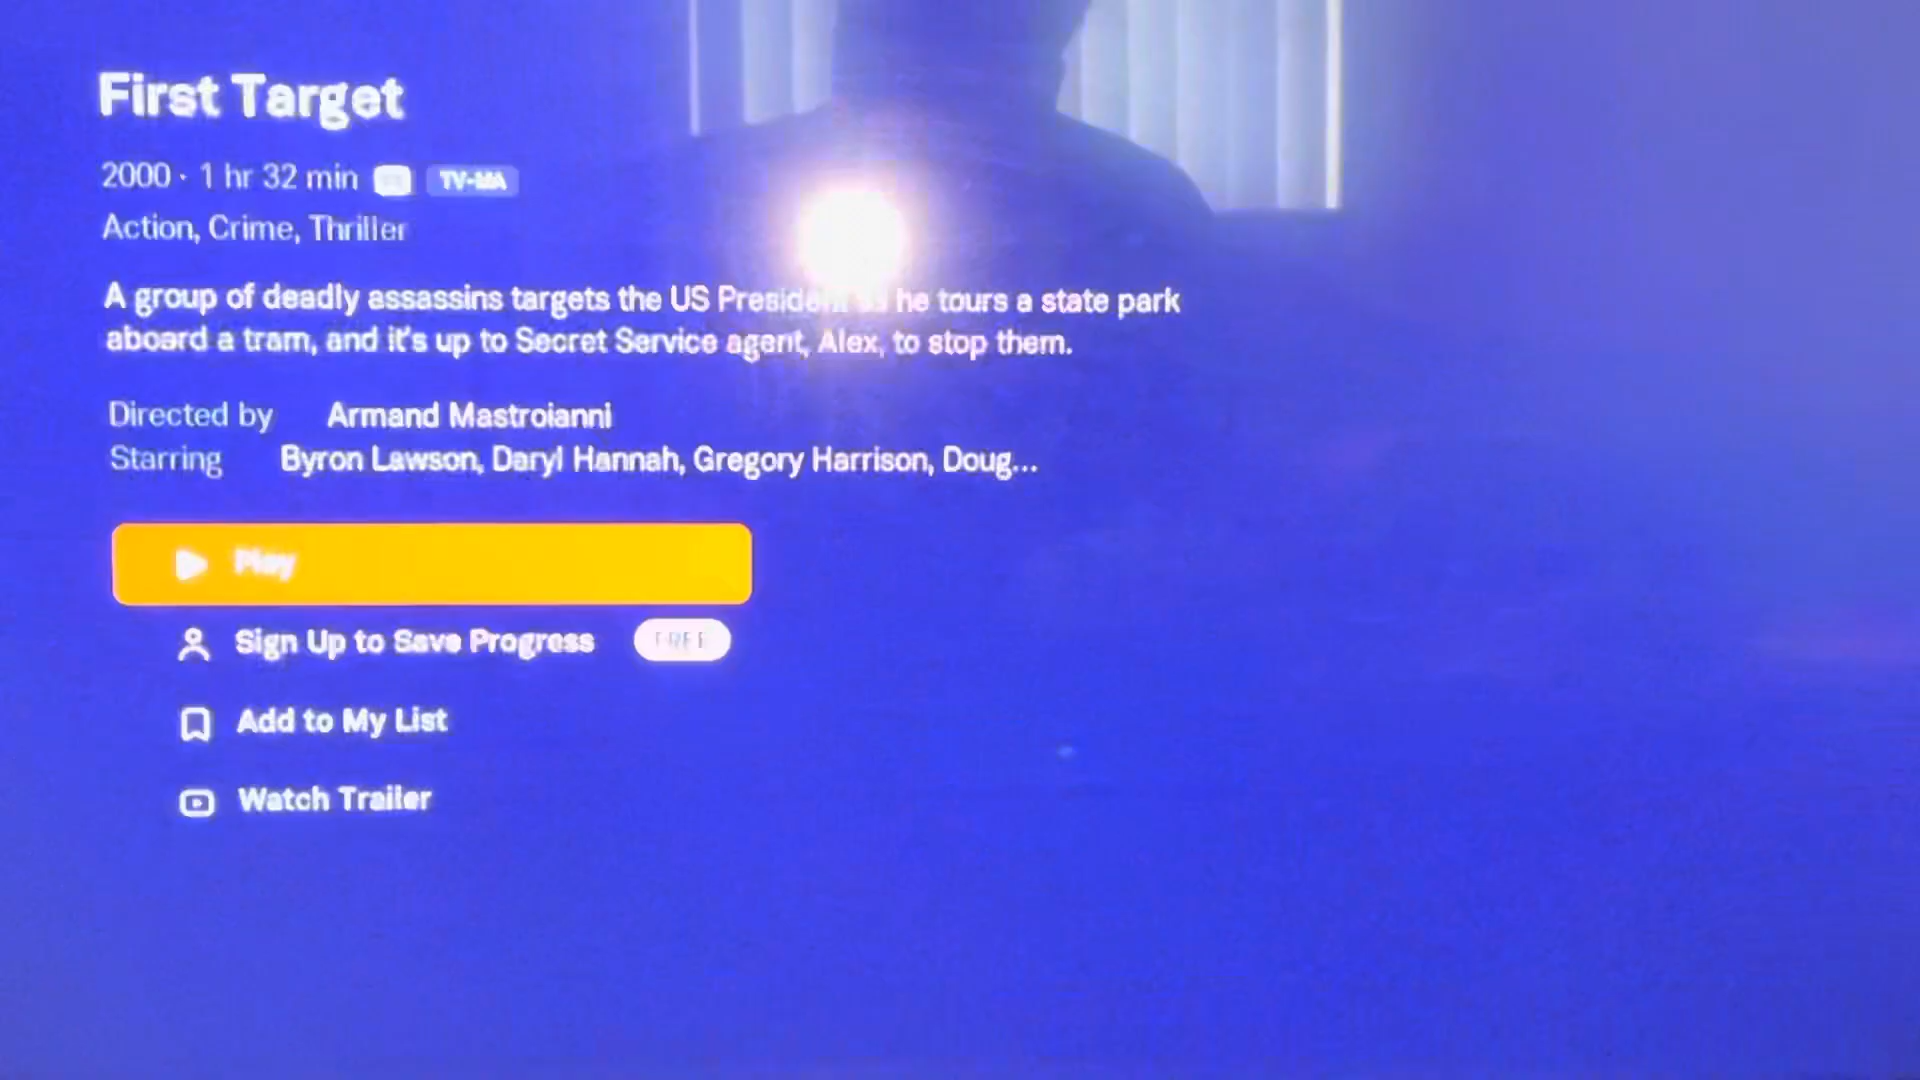 First Target
2000 · 1 hr 32 min TV-MA
Action, Crime, Thriller
A group of deadly assassins targets the US President he tours a state park
aboard a tram, and it's up to Secret Service agent, Alex, to stop them.
Directed by Armand Mastroianni
Starring Byron Lawson, Daryl Hannah, Gregory Harrison, Doug...
Play
Sign Up to Save Progress FREE
Add to My List
Watch Trailer